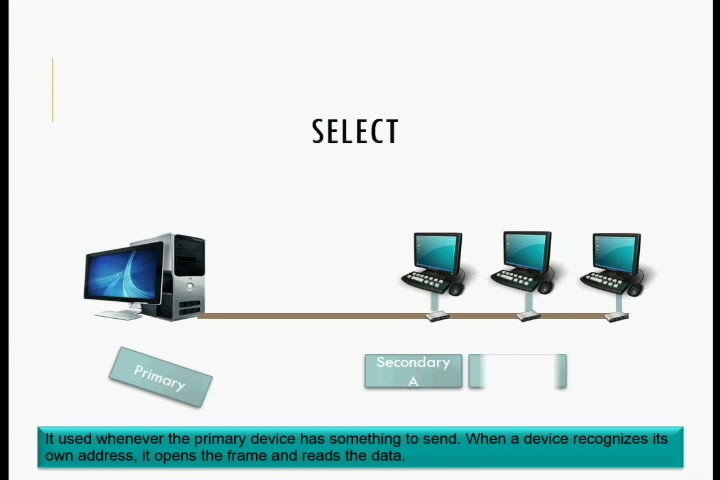 SELECT
Primary
Secondary
A
It used whenever the primary device has something to send. When a device recognizes its
own address, it opens the frame and reads the data.